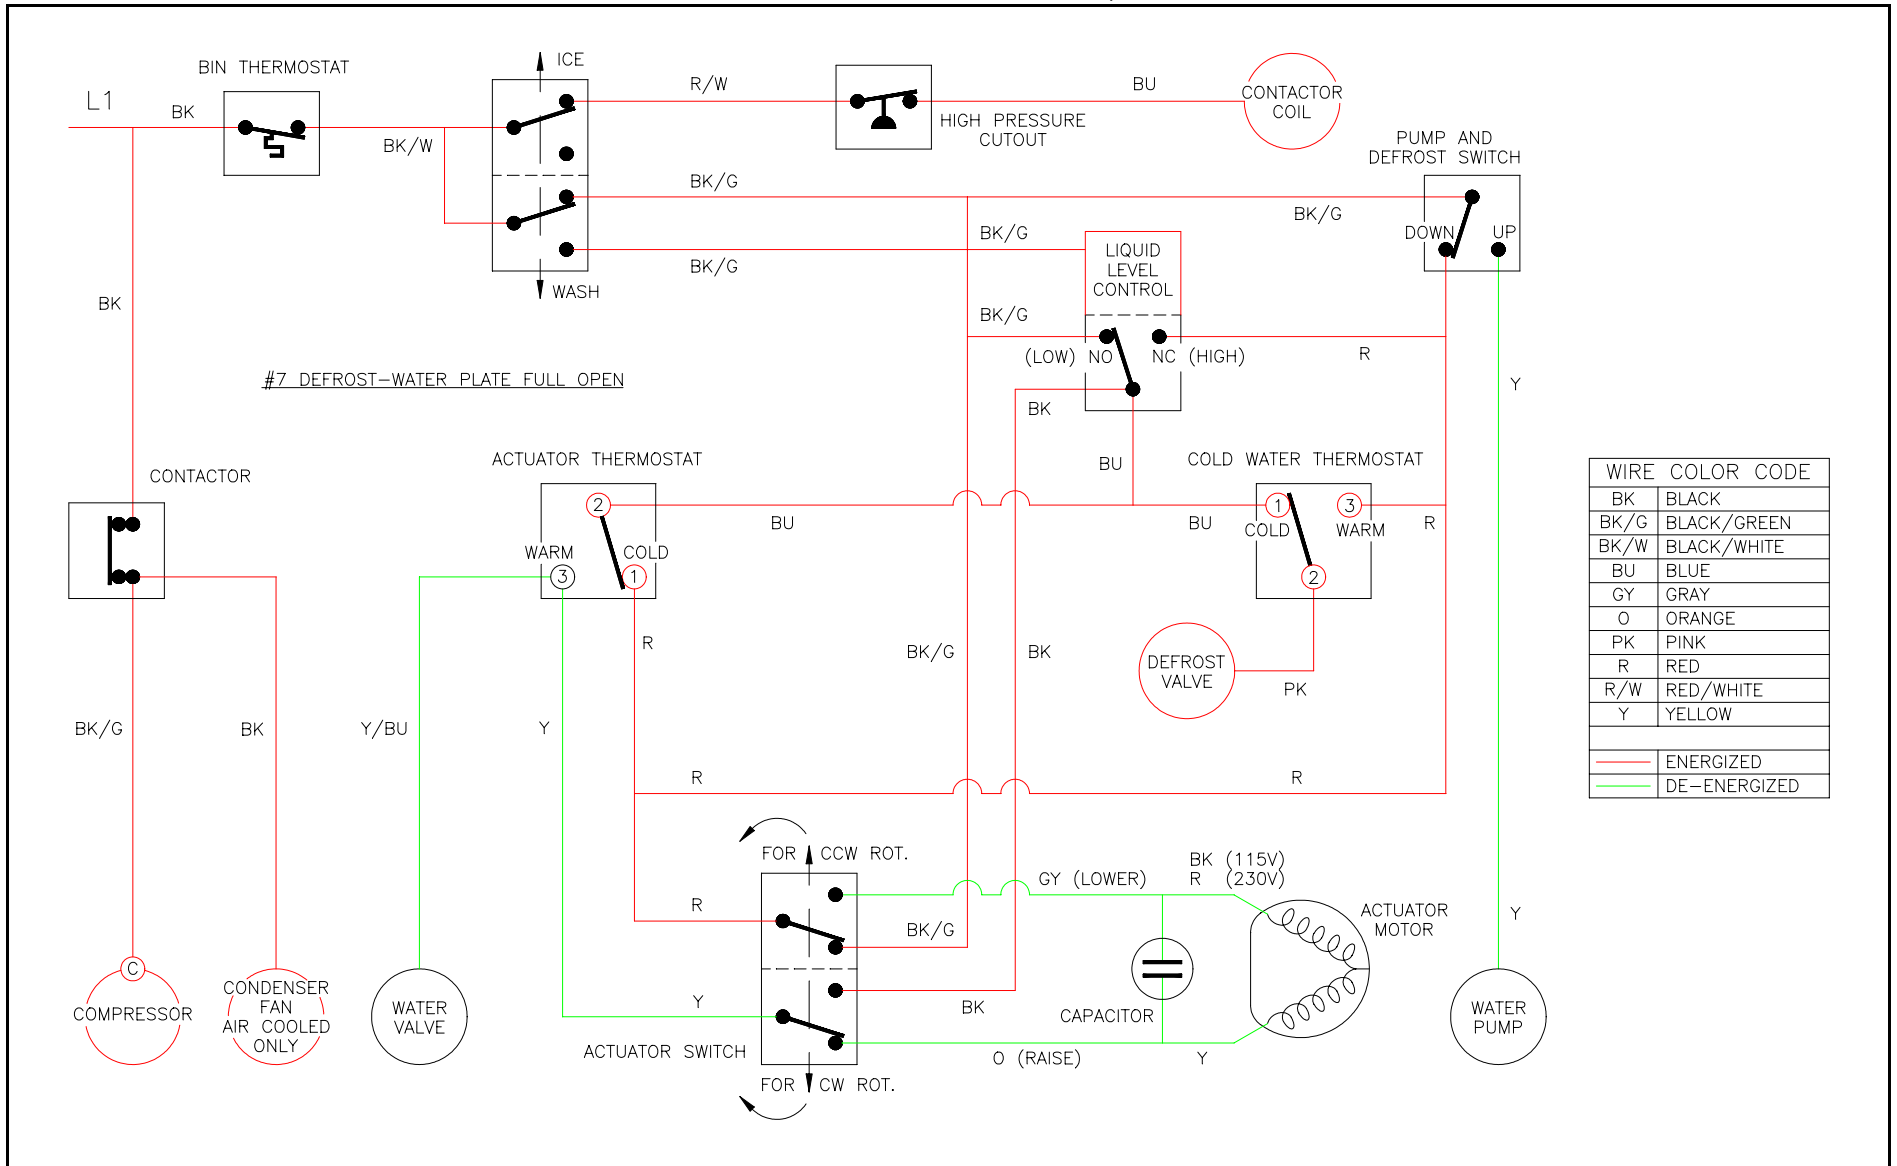 ICE
BIN THERMOSTAT
L1
BK
BK/W
R/W
BU
CONTACTOR
COIL
HIGH PRESSURE
CUTOUT
PUMP AND
DEFROST SWITCH
BK/G
BK/G
DOWN
UP
BK/G
BK/G
LIQUID
LEVEL
CONTROL
WASH
BK
BK/G
(LOW) NO
NC (HIGH)
R
#7 DEFROST-WATER PLATE FULL OPEN
BK
Y
CONTACTOR
ACTUATOR THERMOSTAT
BU
COLD WATER THERMOSTAT
2
BU
BU
1
3
COLD
WARM
R
WARM
COLD
3
1
2
R
BK/G
BK
DEFROST
VALVE
PK
BK/G
BK
Y/BU
Y
R
R
WIRE COLOR CODE
BK BLACK
BK/G BLACK/GREEN
BK/W BLACK/WHITE
BU BLUE
GY GRAY
O ORANGE
PK PINK
R RED
R/W RED/WHITE
Y YELLOW
ENERGIZED
DE-ENERGIZED
FOR CCW ROT.
GY (LOWER)
BK (115V)
R (230V)
R
BK/G
ACTUATOR
MOTOR
Y
C
COMPRESSOR
CONDENSER
FAN
AIR COOLED
ONLY
WATER
VALVE
Y
BK
CAPACITOR
WATER
PUMP
ACTUATOR SWITCH
O (RAISE)
Y
FOR CW ROT.